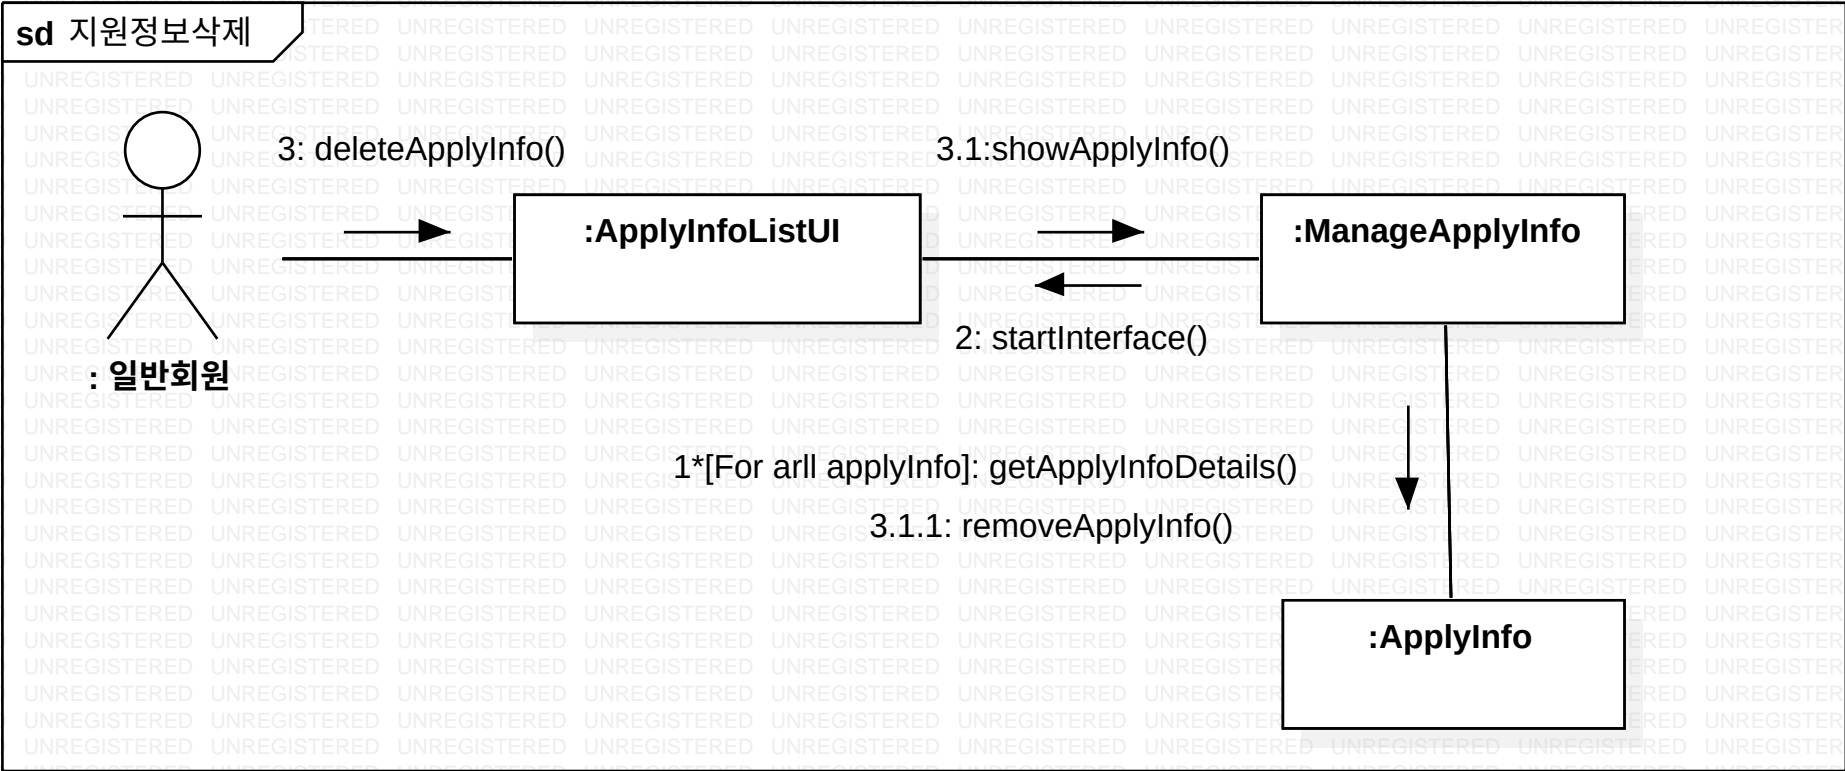 sd 지원정보삭제
3: deleteApplyInfo()
3.1:showApplyInfo()
:ApplyInfoListUI
:ManageApplyInfo
2: startInterface()
: 일반회원
1*[For arll applyInfo]: getApplyInfoDetails()
3.1.1: removeApplyInfo()
:ApplyInfo
UNREGISTERED